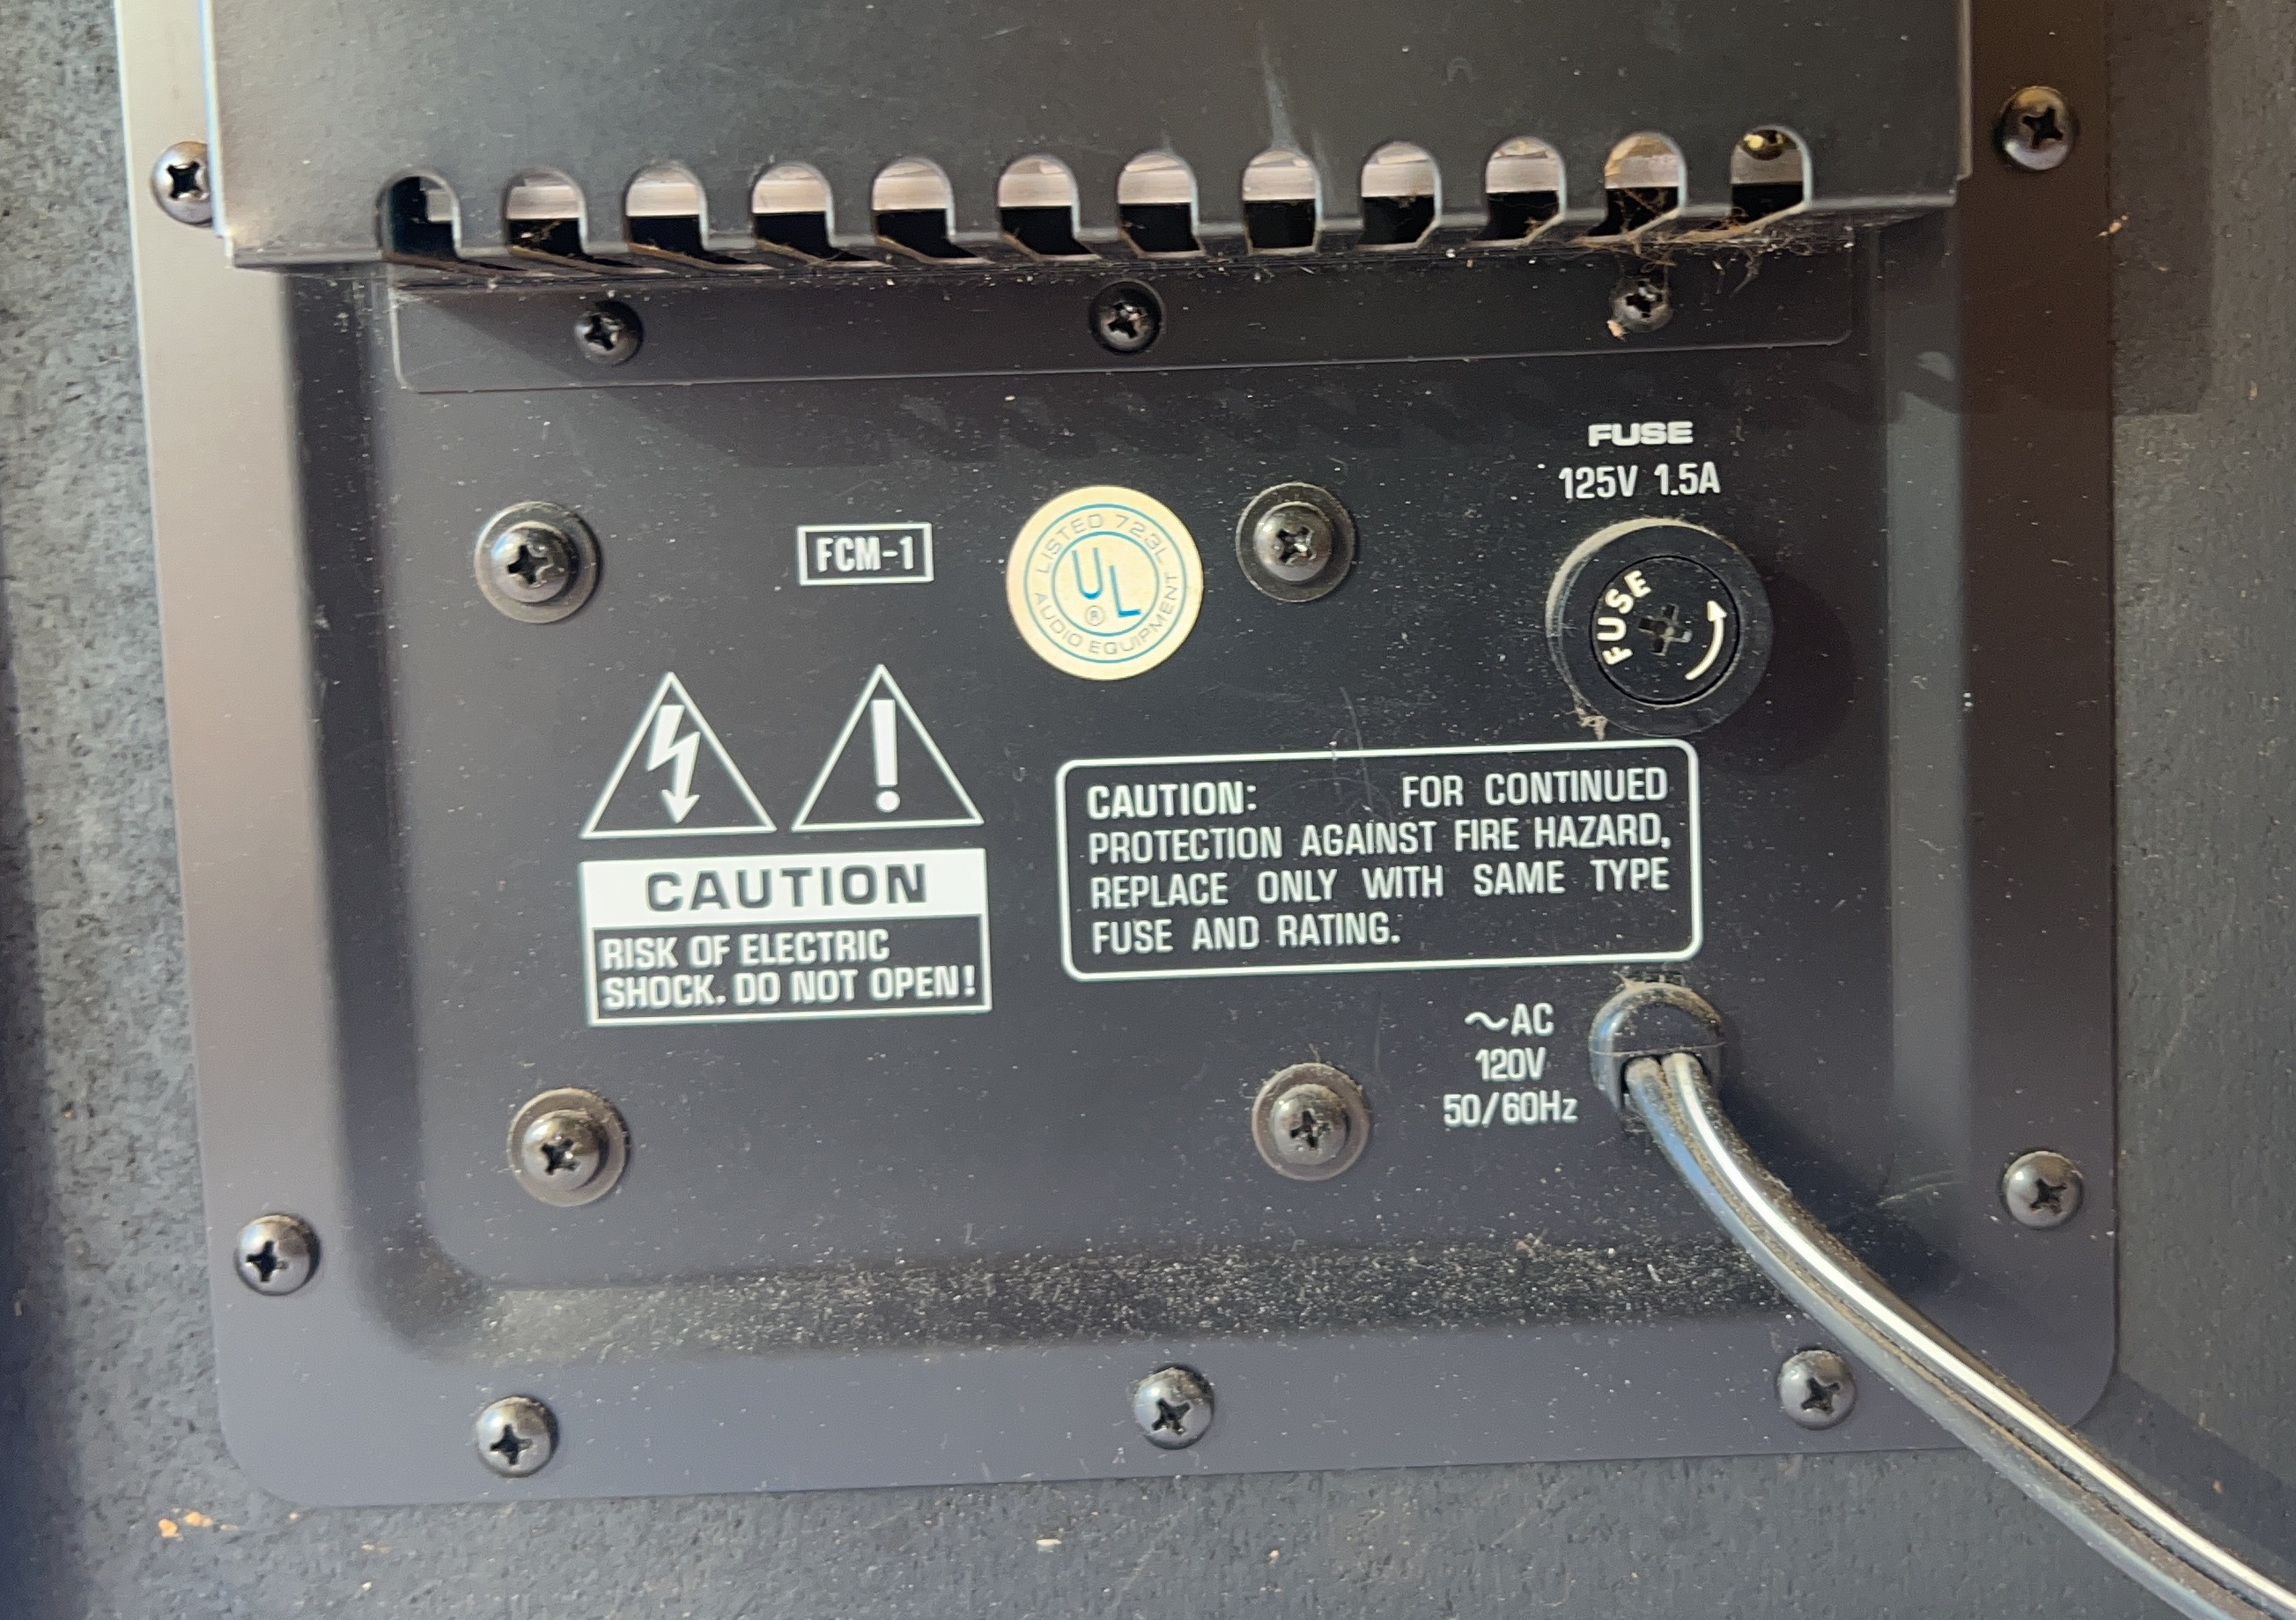 FUSE
125V 1.5A
FCM-1
LISTED 723L
UL
®
AUDIO EQUIPMENT
FUSE
CAUTION
RISK OF ELECTRIC
SHOCK. DO NOT OPEN!
CAUTION: FOR CONTINUED
PROTECTION AGAINST FIRE HAZARD,
REPLACE ONLY WITH SAME TYPE
FUSE AND RATING.
~AC
120V
50/60Hz